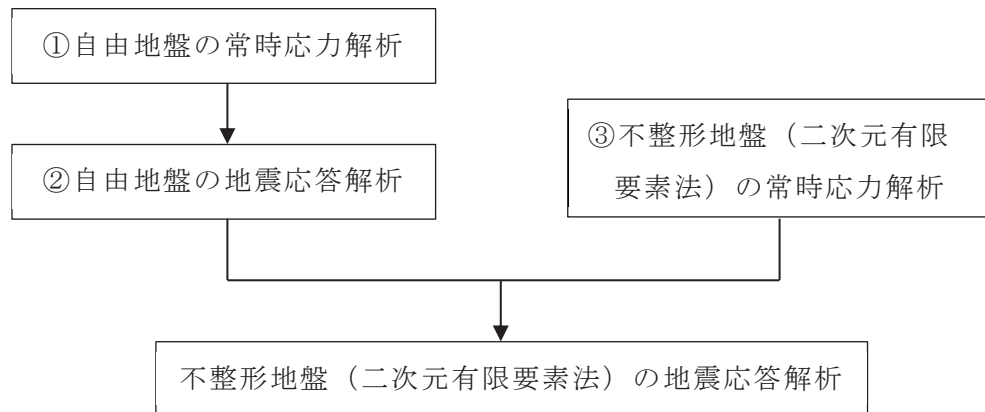 ①自由地盤の常時応力解析
②自由地盤の地震応答解析
③不整形地盤（二次元有限
要素法）の常時応力解析
不整形地盤（二次元有限要素法）の地震応答解析